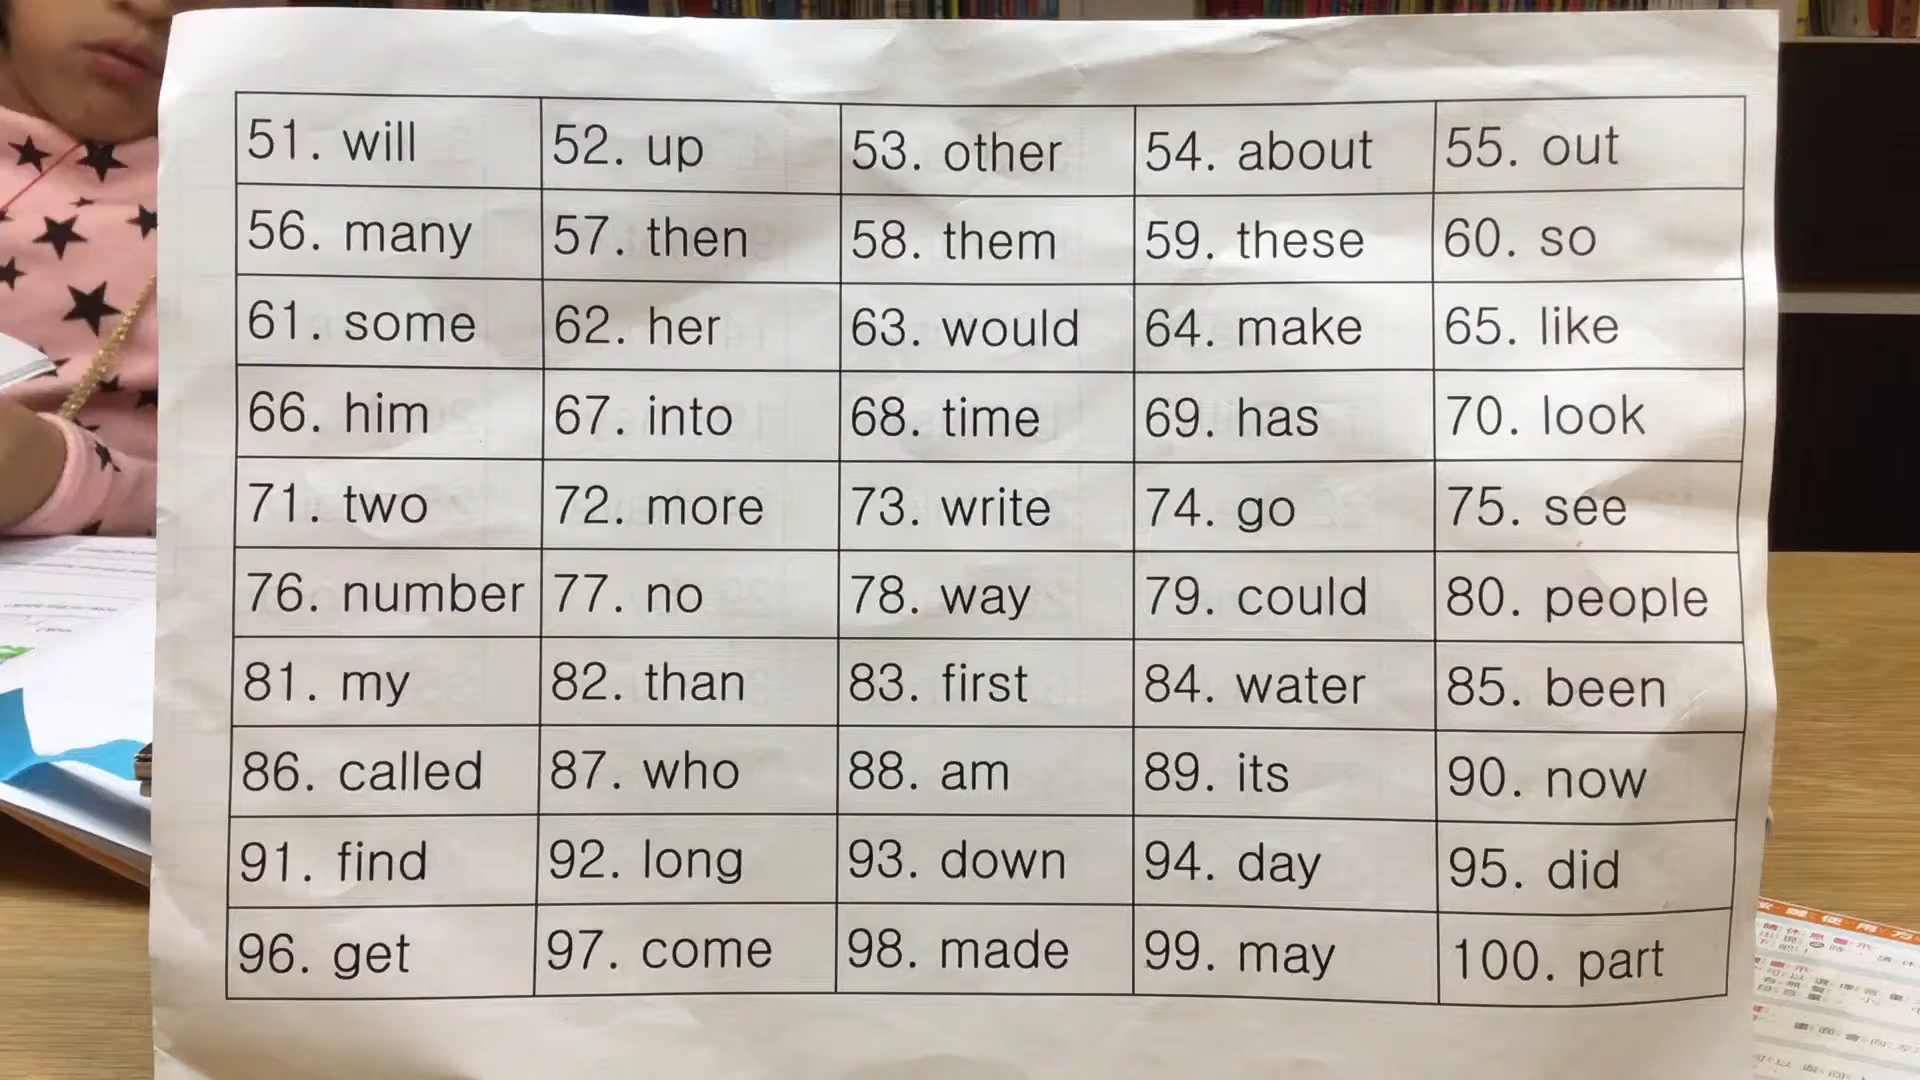 51. will 52. up 53. other 54. about 55. out
56. many 57. then 58. them 59. these 60. so
61. some 62. her 63. would 64. make 65. like
66. him 67. into 68. time 69. has 70. look
71. two 72. more 73. write 74. go 75. see
76. number 77. no 78. way 79. could 80. people
81. my 82. than 83. first 84. water 85. been
86. called 87. who 88. am 89. its 90. now
91. find 92. long 93. down 94. day 95. did
96. get 97. come 98. made 99. may 100. part